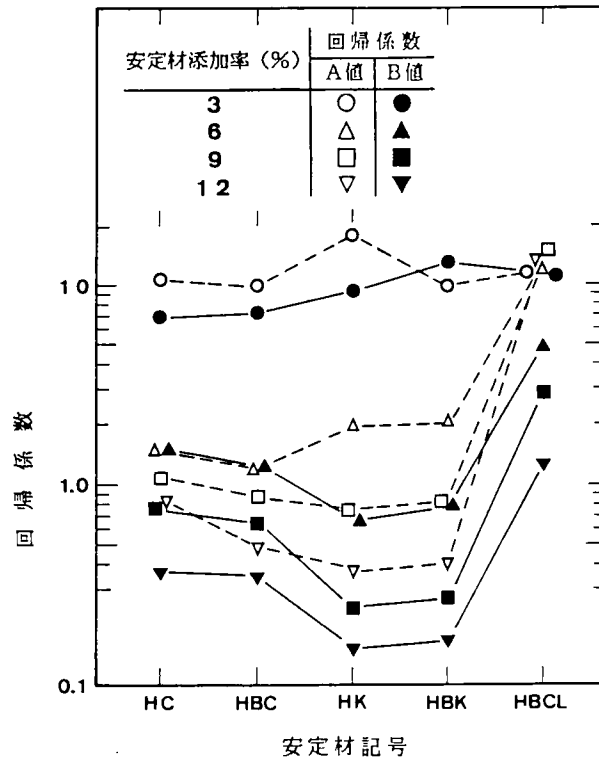 安定材添加率(%) 回帰係数
A値 B値
3 ○ ●
6 △ ▲
9 □ ■
12 ▽ ▼
10
1.0
0.1
回帰係数
HC HBC HK HBK HBCL
安定材記号